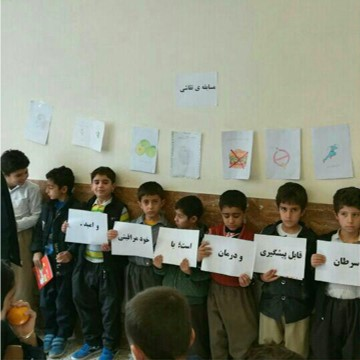 مسابقه ی نقاشی
سرطان قابل پیشگیری و درمان است؛ با خود مراقبتی و امید .